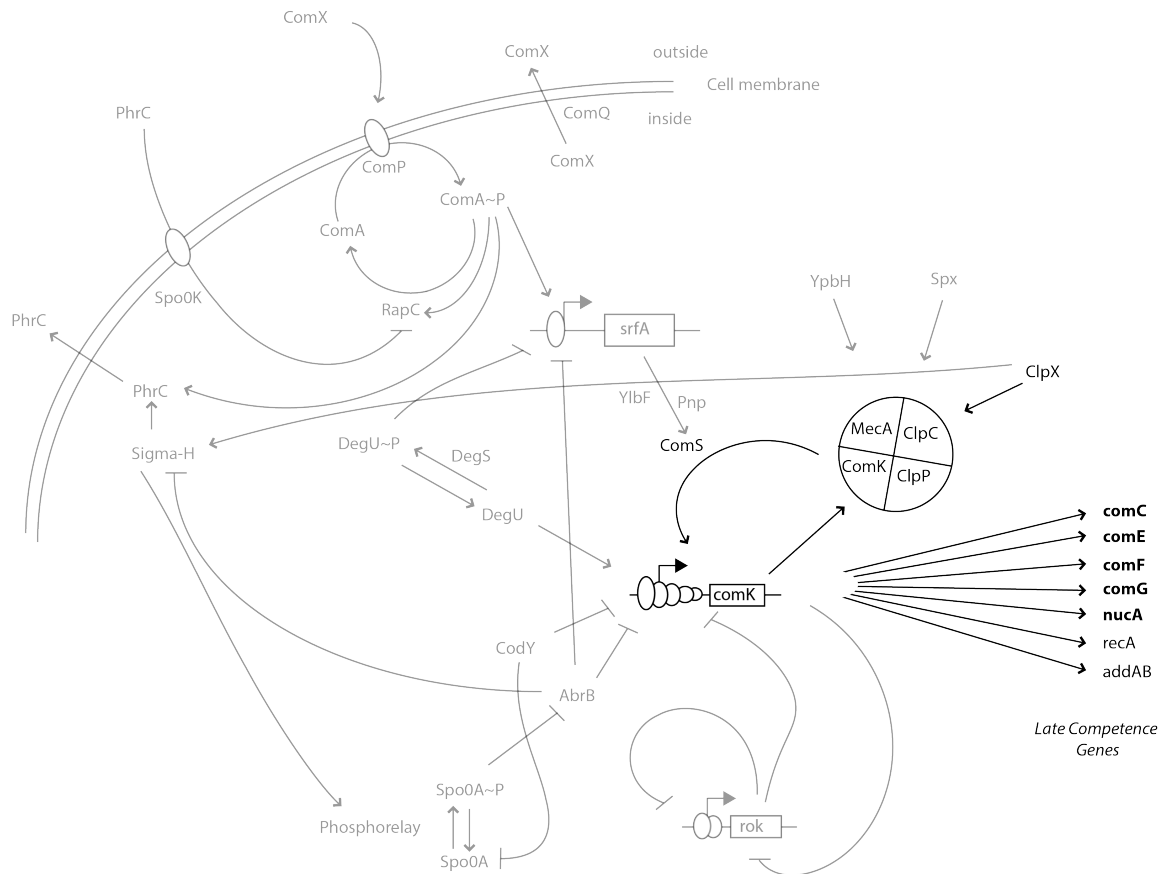 ComX
ComX
outside
Cell membrane
PhrC
ComQ
inside
ComP
ComX
ComA~P
ComA
YpbH
Spx
Spo0K
RapC
PhrC
srfA
ClpX
PhrC
YlbF
Pnp
MecA
ClpC
DegU~P
ComS
Sigma-H
DegS
ComK
ClpP
DegU
comC
comE
comF
comG
comK
nucA
recA
CodY
addAB
AbrB
Late Competence
Genes
Spo0A~P
Phosphorelay
rok
Spo0A